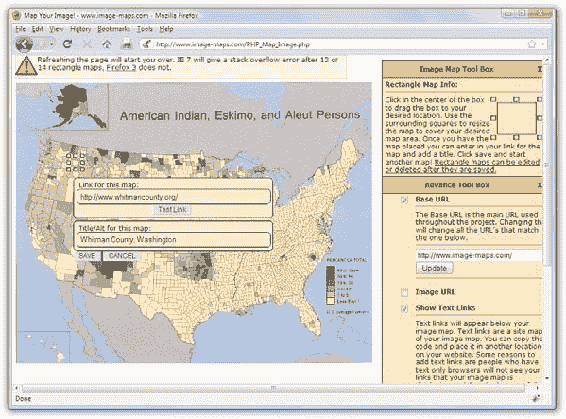 Map Your Image! - www.image-maps.com - Mozilla Firefox
File Edit View History Bookmarks Tools Help
http://www.image-maps.com/PHP_Map_Image.php
Refreshing the page will start you over. IE 7 will give a stack overflow error after 13 or
14 rectangle maps, Firefox 3 does not.
American Indian, Eskimo, and Aleut Persons
Link for this map:
http://www.whitmancounty.org/
Test Link
Title/Alt for this map:
Whitman County, Washington
SAVE CANCEL
PERCENT OF TOTAL
Image Map Tool Box
Rectangle Map Info:
Click in the center of the box
to drag the box to your
desired location. Use the
surrounding squares to resize
the map to cover your desired
map area. Once you have the
map placed you can enter in your link for the
map and add a title. Click save and start
another map! Rectangle maps can be edited
or deleted after they are saved.
Advance Tool Box
Base URL
The Base URL is the main URL used
throughout the project. Changing this
will change all the URL's that match
the one below.
http://www.image-maps.com/
Update
Image URL
Show Text Links
Text links will appear below your
image map. Text links are a site map
of your image map. You can copy the
code and place it in another location
on your website. Some reasons to
add text links are people who have
text only browsers will not see your
links that your image map is
Done